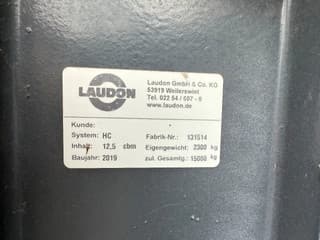 LAUDON
Laudon GmbH & Co. KG
53919 Weilerswist
Tel. 022 54 / 607 - 0
www.laudon.de
Kunde: -
System: HC
Fabrik-Nr.: 131514
Inhalt: 12,5 cbm
Eigengewicht: 2300 kg
Baujahr: 2019
zul. Gesamtg.: 15000 kg